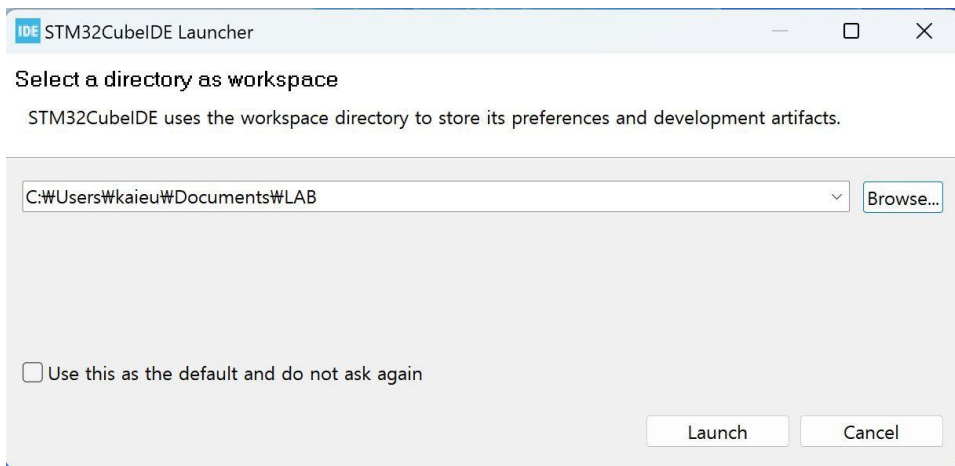 IDE STM32CubeIDE Launcher
Select a directory as workspace
STM32CubeIDE uses the workspace directory to store its preferences and development artifacts.
C:₩Users₩kaieu₩Documents₩LAB
Browse...
Use this as the default and do not ask again
Launch Cancel